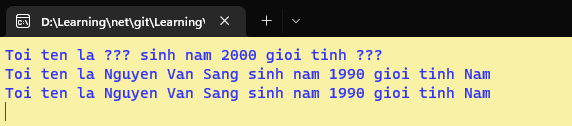 D:\Learning\net\git\Learning\
Toi ten la ??? sinh nam 2000 gioi tinh ???
Toi ten la Nguyen Van Sang sinh nam 1990 gioi tinh Nam
Toi ten la Nguyen Van Sang sinh nam 1990 gioi tinh Nam